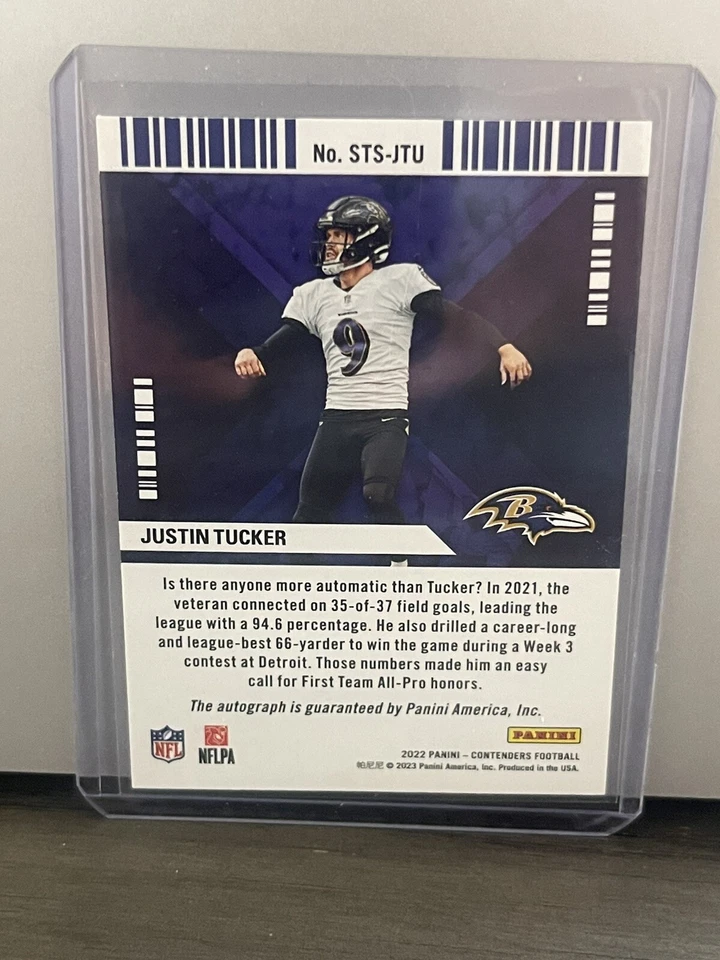 No. STS-JTU
9
9
B
JUSTIN TUCKER
Is there anyone more automatic than Tucker? In 2021, the
veteran connected on 35-of-37 field goals, leading the
league with a 94.6 percentage. He also drilled a career-long
and league-best 66-yarder to win the game during a Week 3
contest at Detroit. Those numbers made him an easy
call for First Team All-Pro honors.
The autograph is guaranteed by Panini America, Inc.
PANINI
NFL
NFLPA
2022 PANINI – CONTENDERS FOOTBALL
帕尼尼 © 2023 Panini America, Inc. Produced in the USA.